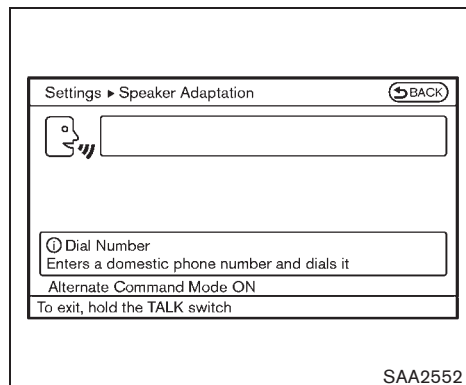 Settings ▸ Speaker Adaptation
BACK
Dial Number
Enters a domestic phone number and dials it
Alternate Command Mode ON
To exit, hold the TALK switch
SAA2552